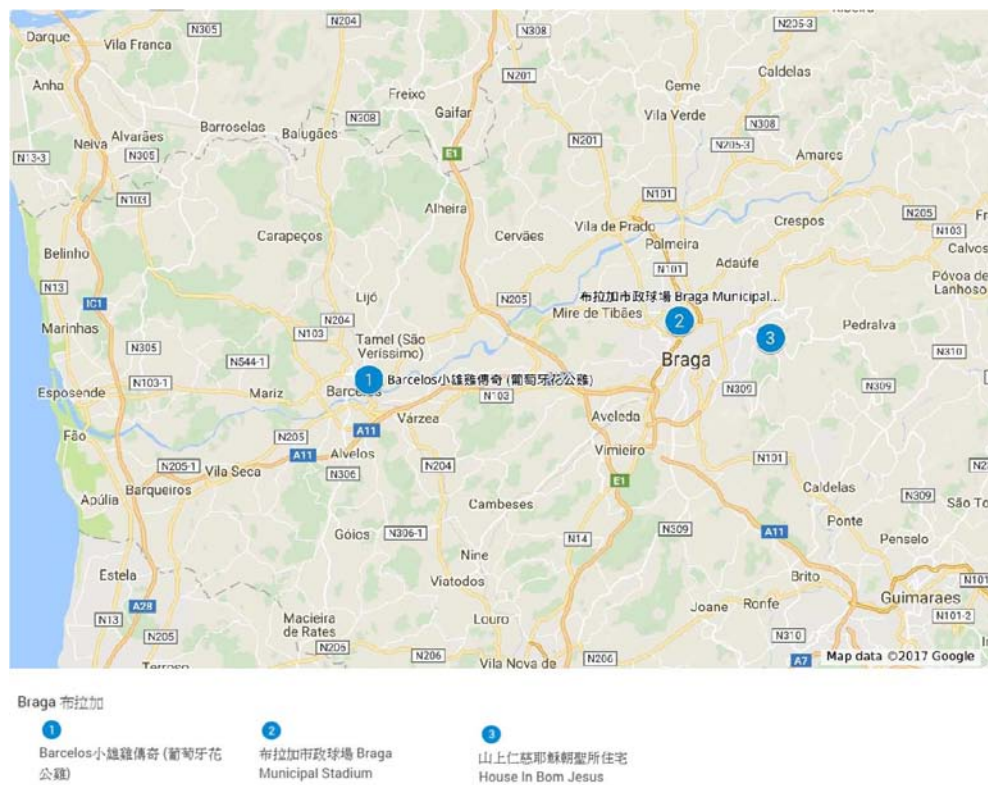 N204
N305
N308
N205-3
Darque
Vila Franca
N201
Caldelas
Anha
Freixo
Geme
Gaifar
Vila Verde
N308
N308
Barroselas
Balugães
Alvarães
Neiva
N305
N13-3
E1
N201
N205-3
Amares
N103
N101
Alheira
Crespos
N205
Vila de Prado
Carapeços
Cervães
Palmeira
N103
Belinho
Calvos
N101
Adaúfe
Póvoa de
Lanhoso
N13
IC1
Lijó
N205
布拉加市政球場 Braga Municipal...
Mire de Tibães
2
Marinhas
N204
N103
3
Pedralva
N305
Tamel (São
Veríssimo)
N544-1
Braga
N310
N103-1
1
Barcelos小雄雞傳奇 (葡萄牙花公雞)
Esposende
Mariz
N103
N309
N309
Várzea
Aveleda
Fão
N205
A11
A11
Alvelos
Vimieiro
N101
N205-1
Vila Seca
N306
N204
E1
Barqueiros
Apúlia
Cambeses
Caldelas
N309
Ponte
Góios
N306-1
N14
N309
A11
Penselo
Nine
Estela
Viatodos
Brito
N101
Guimaraes
A28
N13
Macieira
de Rates
Louro
Joane
Ronfe
N101-2
N205
N310
N206
N206
Vila Nova de
N206
A7
Map data ©2017 Google
Braga 布拉加
1
Barcelos小雄雞傳奇 (葡萄牙花
公雞)
2
布拉加市政球場 Braga
Municipal Stadium
3
山上仁慈耶穌朝聖所住宅
House In Bom Jesus